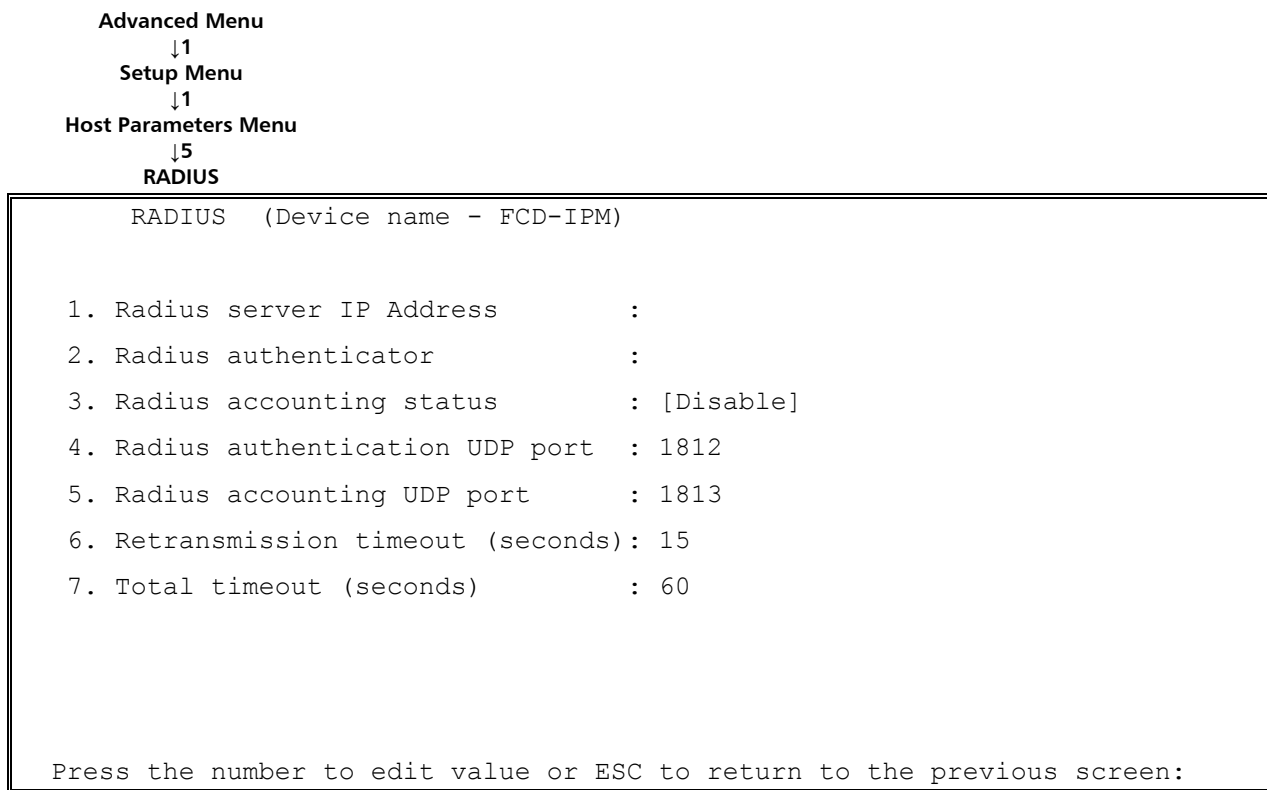 Advanced Menu
↓1
Setup Menu
↓1
Host Parameters Menu
↓5
RADIUS
RADIUS (Device name - FCD-IPM)
1. Radius server IP Address :
2. Radius authenticator :
3. Radius accounting status : [Disable]
4. Radius authentication UDP port : 1812
5. Radius accounting UDP port : 1813
6. Retransmission timeout (seconds): 15
7. Total timeout (seconds) : 60
Press the number to edit value or ESC to return to the previous screen: